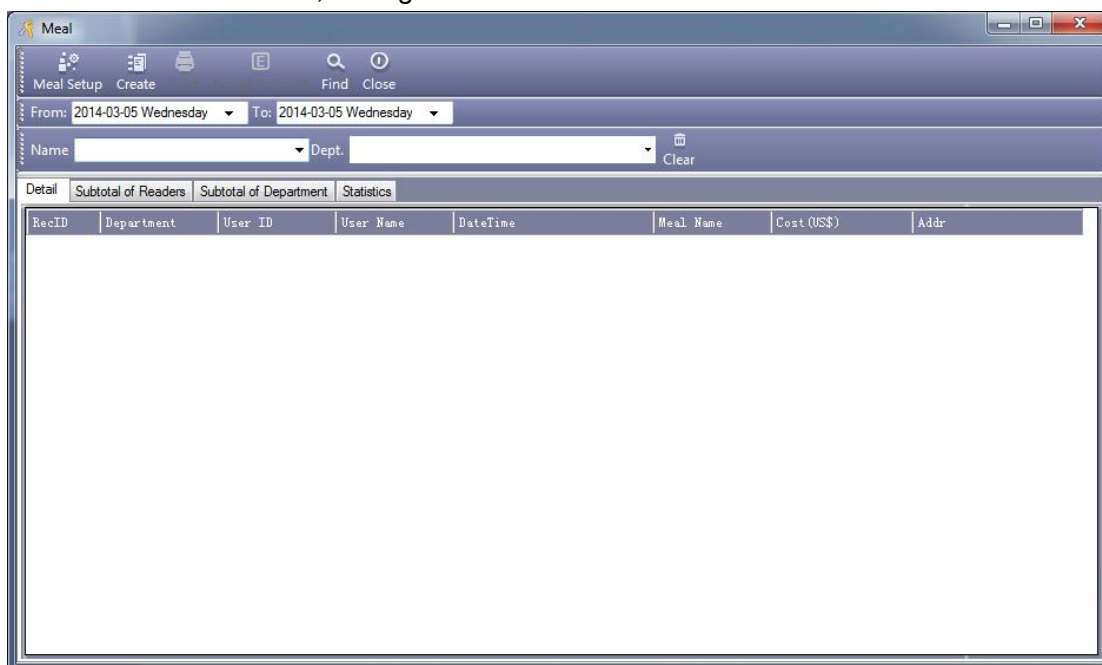 Meal
E
Meal Setup Create Find Close
From: 2014-03-05 Wednesday To: 2014-03-05 Wednesday
Name Dept. Clear
Detail Subtotal of Readers Subtotal of Department Statistics
RecID Department User ID User Name DateTime Meal Name Cost(US$) Addr